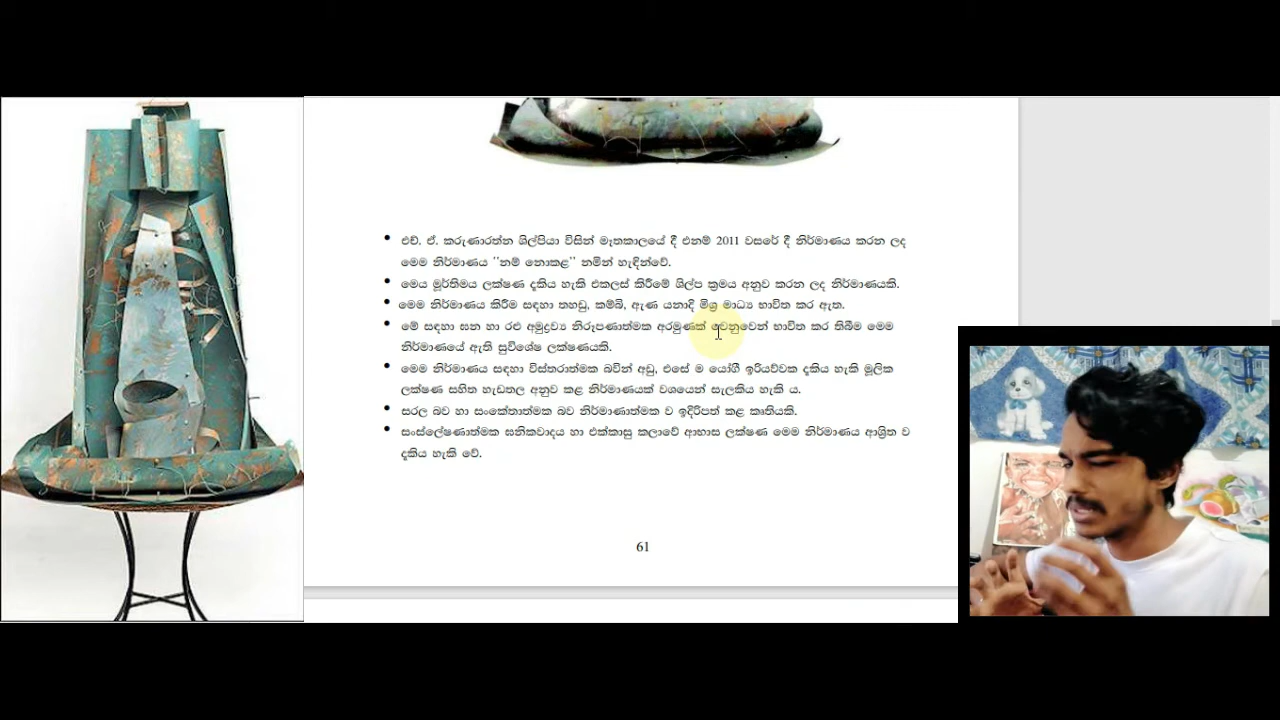 • එච්. ඒ. කරුණාරත්න ශිල්පියා විසින් මෑතකාලයේ දී එනම් 2011 වසරේ දී නිර්මාණය කරන ලද
මෙම නිර්මාණය "නම් නොකළ" නමින් හැඳින්වේ.
• මෙය මූර්තිමය ලක්ෂණ දැකිය හැකි එකලස් කිරීමේ ශිල්ප ක්‍රමය අනුව කරන ලද නිර්මාණයකි.
• මෙම නිර්මාණය කිරීම සඳහා තහඩු, කම්බි, ඇණ යනාදි මිශ්‍ර මාධ්‍ය භාවිත කර ඇත.
• මේ සඳහා ඝන හා රළු අමුද්‍රව්‍ය නිරූපණාත්මක අරමුණක් වෙනුවෙන් භාවිත කර තිබීම මෙම
නිර්මාණයේ ඇති සුවිශේෂ ලක්ෂණයකි.
• මෙම නිර්මාණය සඳහා විස්තරාත්මක බවින් අඩු, එසේ ම යෝගී ඉරියව්වක දැකිය හැකි මූලික
ලක්ෂණ සහිත හැඩතල අනුව කළ නිර්මාණයක් වශයෙන් සැලකිය හැකි ය.
• සරල බව හා සංකේතාත්මක බව නිර්මාණාත්මක ව ඉදිරිපත් කළ කෘතියකි.
• සංස්ලේෂණාත්මක ඝනිකවාදය හා එක්කාසු කලාවේ ආභාස ලක්ෂණ මෙම නිර්මාණය ආශ්‍රිත ව
දැකිය හැකි වේ.
61